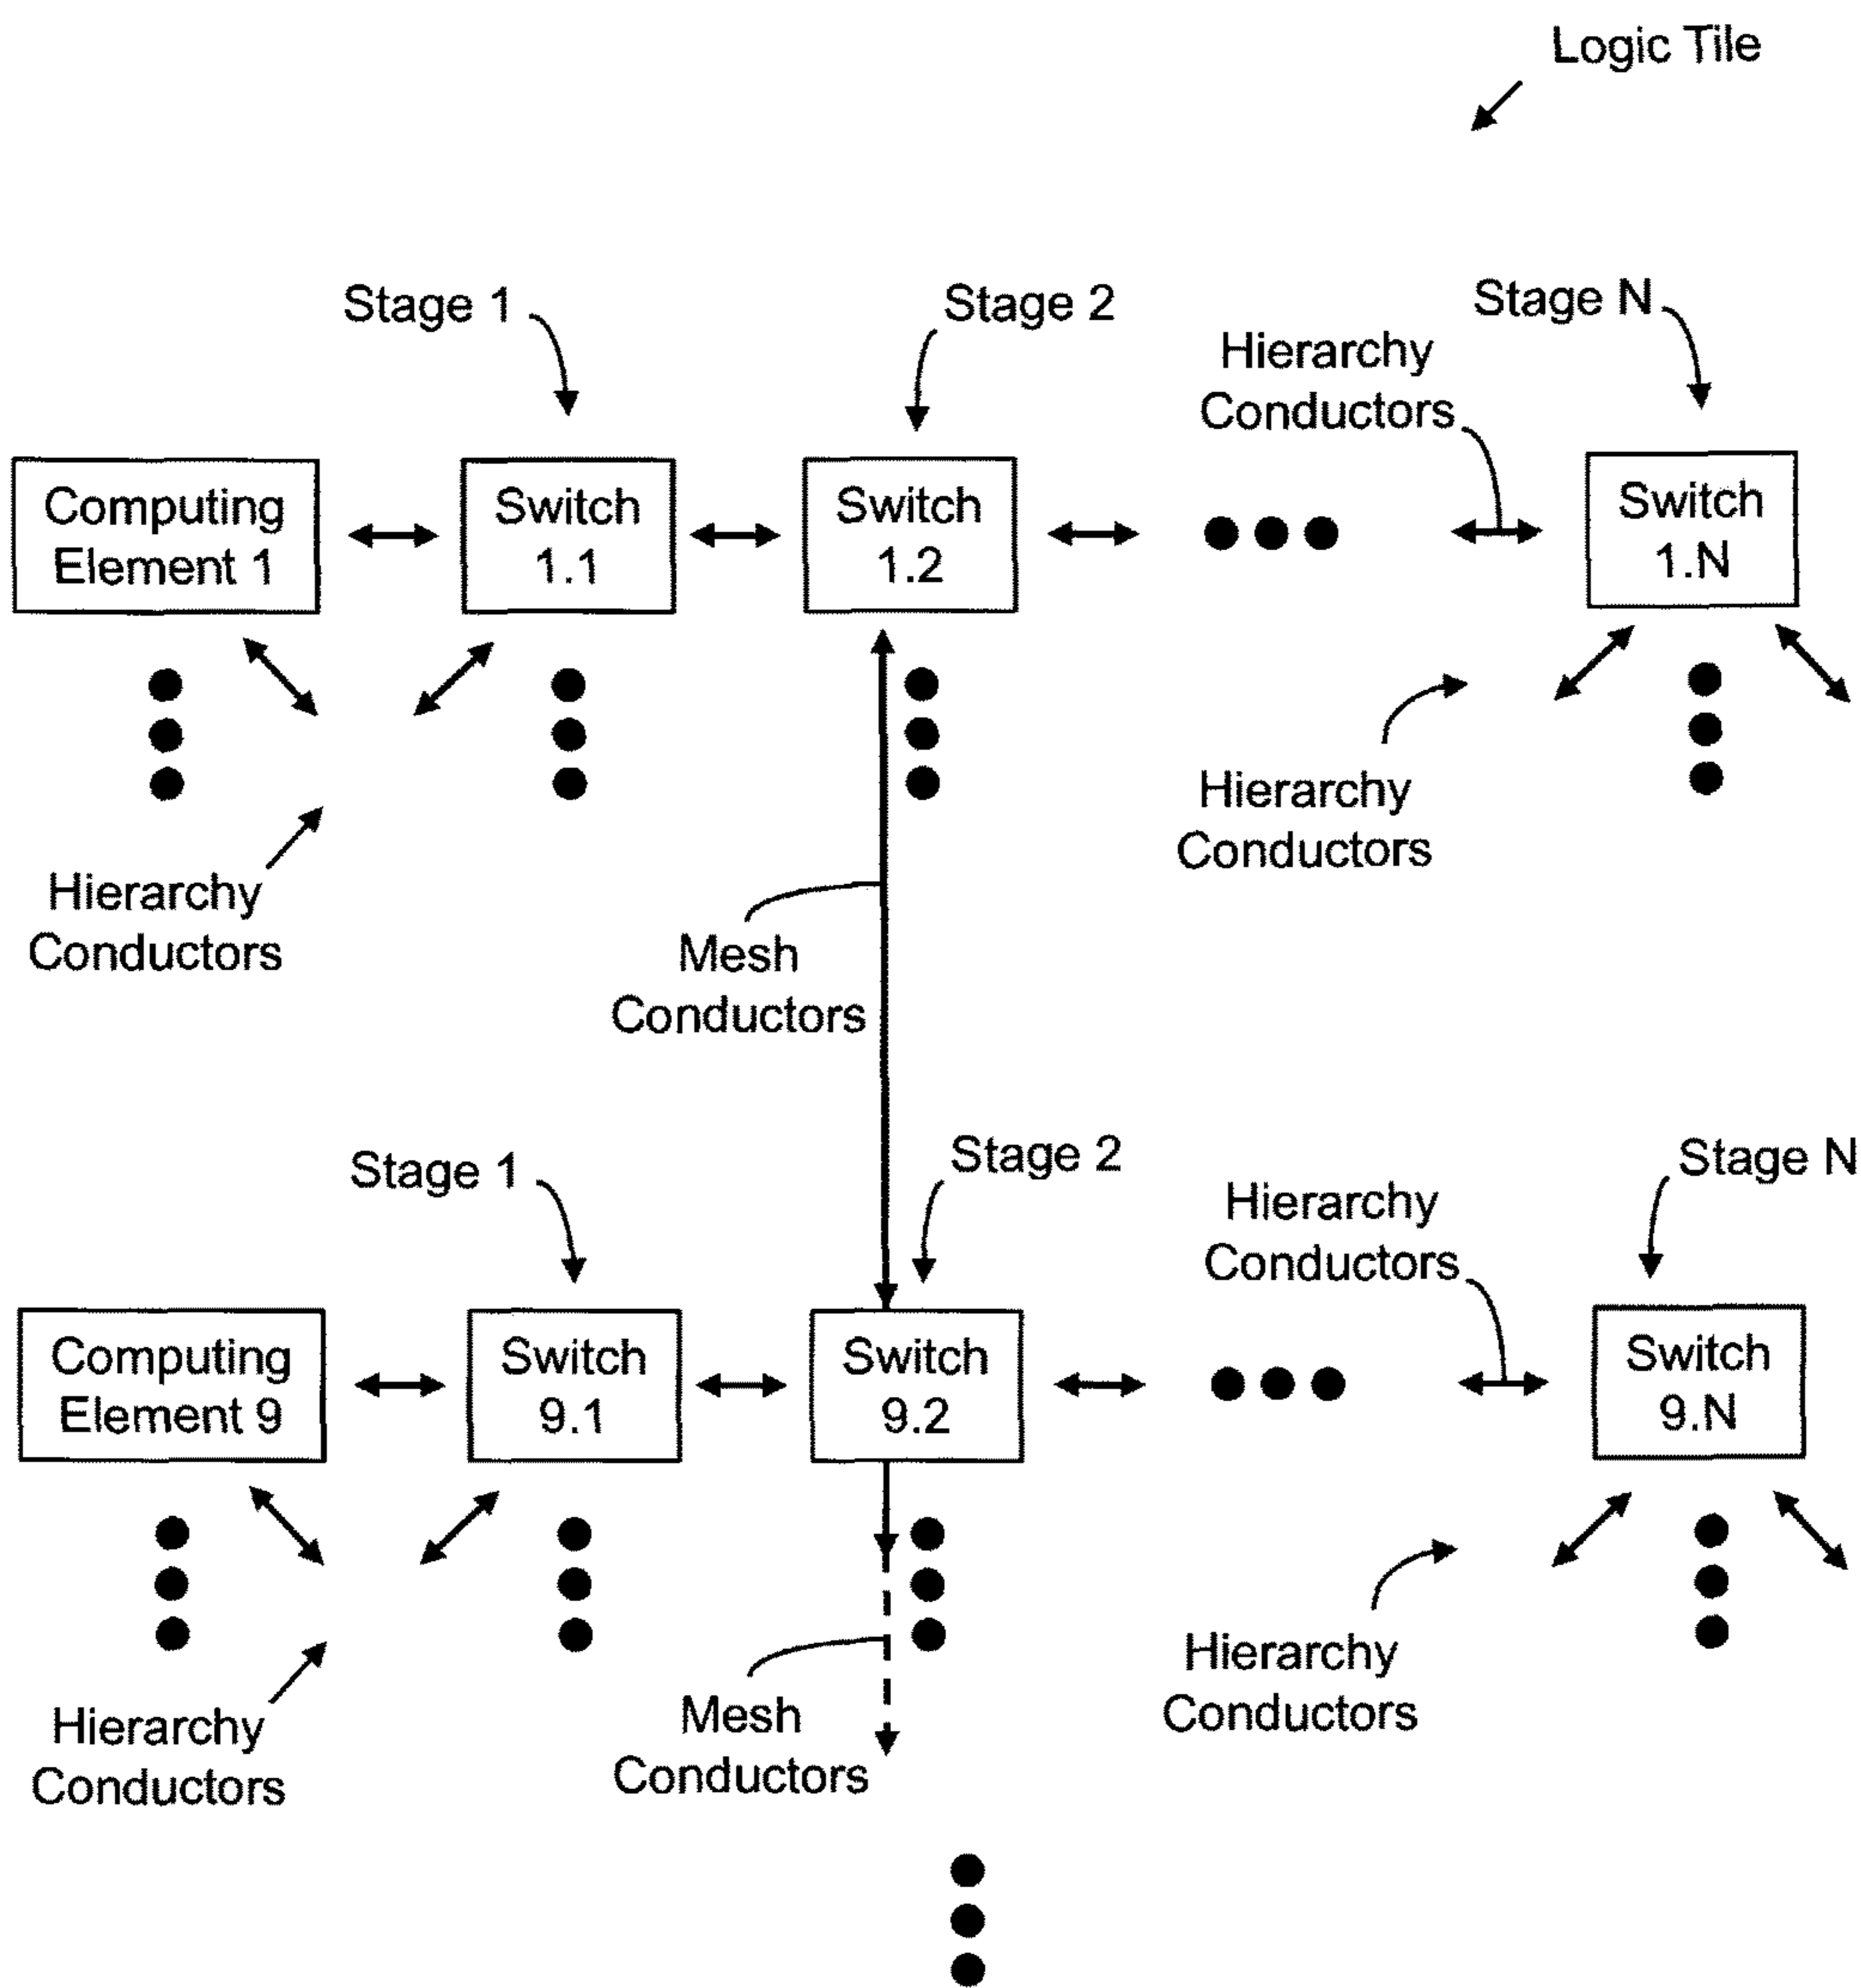 Logic Tile
Stage 1
Stage 2
Stage N
Hierarchy
Conductors
Computing
Element 1
Switch
1.1
Switch
1.2
Switch
1.N
Hierarchy
Conductors
Hierarchy
Conductors
Mesh
Conductors
Stage 1
Stage 2
Stage N
Hierarchy
Conductors
Computing
Element 9
Switch
9.1
Switch
9.2
Switch
9.N
Hierarchy
Conductors
Mesh
Conductors
Hierarchy
Conductors